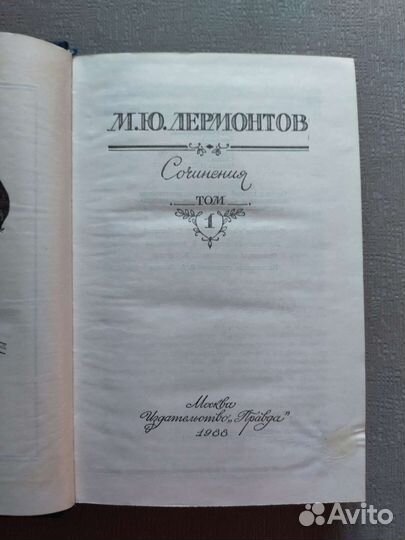 М.Ю.ЛЕРМОНТОВ
Сочинения
ТОМ
1
Москва
Издательство „Правда"
1988
Avito